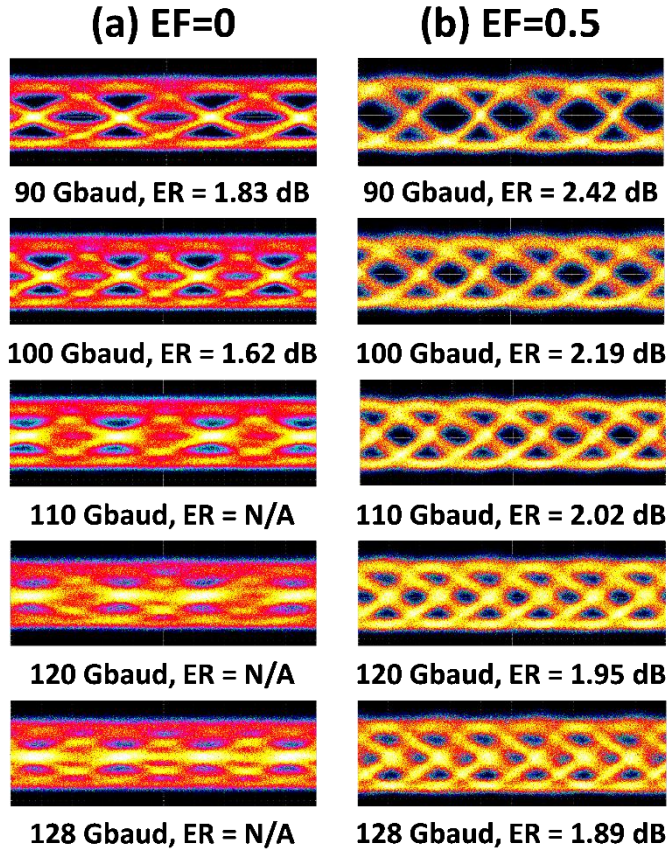 (a) EF=0
(b) EF=0.5
90 Gbaud, ER = 1.83 dB
90 Gbaud, ER = 2.42 dB
100 Gbaud, ER = 1.62 dB
100 Gbaud, ER = 2.19 dB
110 Gbaud, ER = N/A
110 Gbaud, ER = 2.02 dB
120 Gbaud, ER = N/A
120 Gbaud, ER = 1.95 dB
128 Gbaud, ER = N/A
128 Gbaud, ER = 1.89 dB